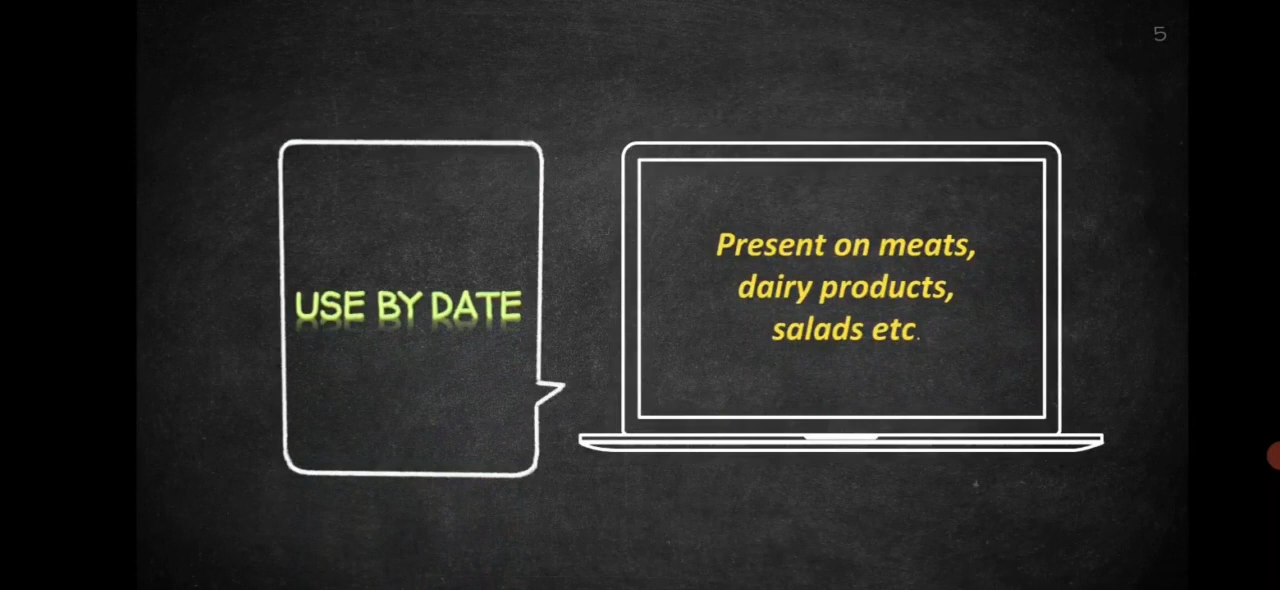 5
USE BY DATE
Present on meats,
dairy products,
salads etc.